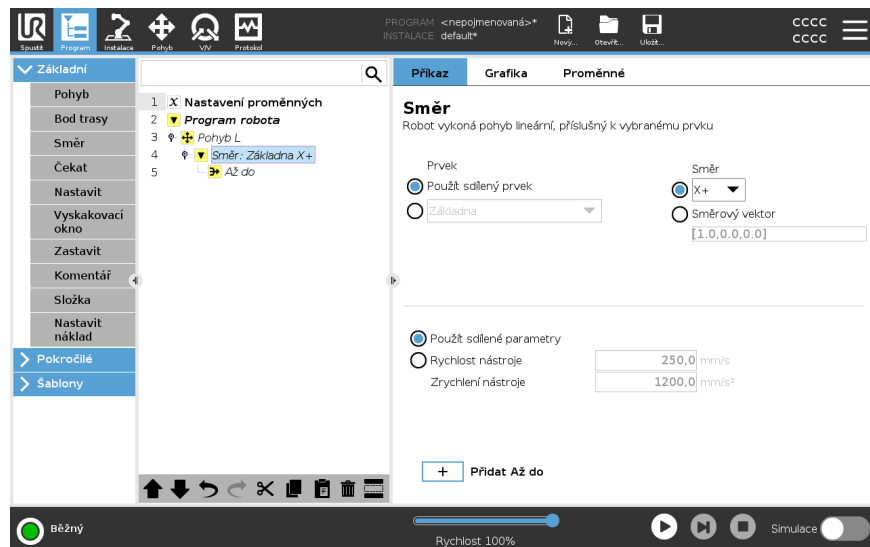 PROGRAM <nepojmenovaná>*
INSTALACE default*
Spustit
Program
Instalace
Pohyb
V/V
Protokol
Nový...
Otevřít...
Uložit...
cccc
cccc
Základní
Pohyb
Bod trasy
Směr
Čekat
Nastavit
Vyskakovací
okno
Zastavit
Komentář
Složka
Nastavit
náklad
Pokročilé
Šablony
1 X Nastavení proměnných
2 Program robota
3 Pohyb L
4 Směr: Základna X+
5 Až do
Příkaz Grafika Proměnné
Směr
Robot vykoná pohyb lineární, příslušný k vybranému prvku
Prvek
Použít sdílený prvek
Základna
Směr
X+
Směrový vektor
[1.0,0.0,0.0]
Použít sdílené parametry
Rychlost nástroje 250,0 mm/s
Zrychlení nástroje 1200,0 mm/s²
+ Přidat Až do
Běžný
Rychlost 100%
Simulace